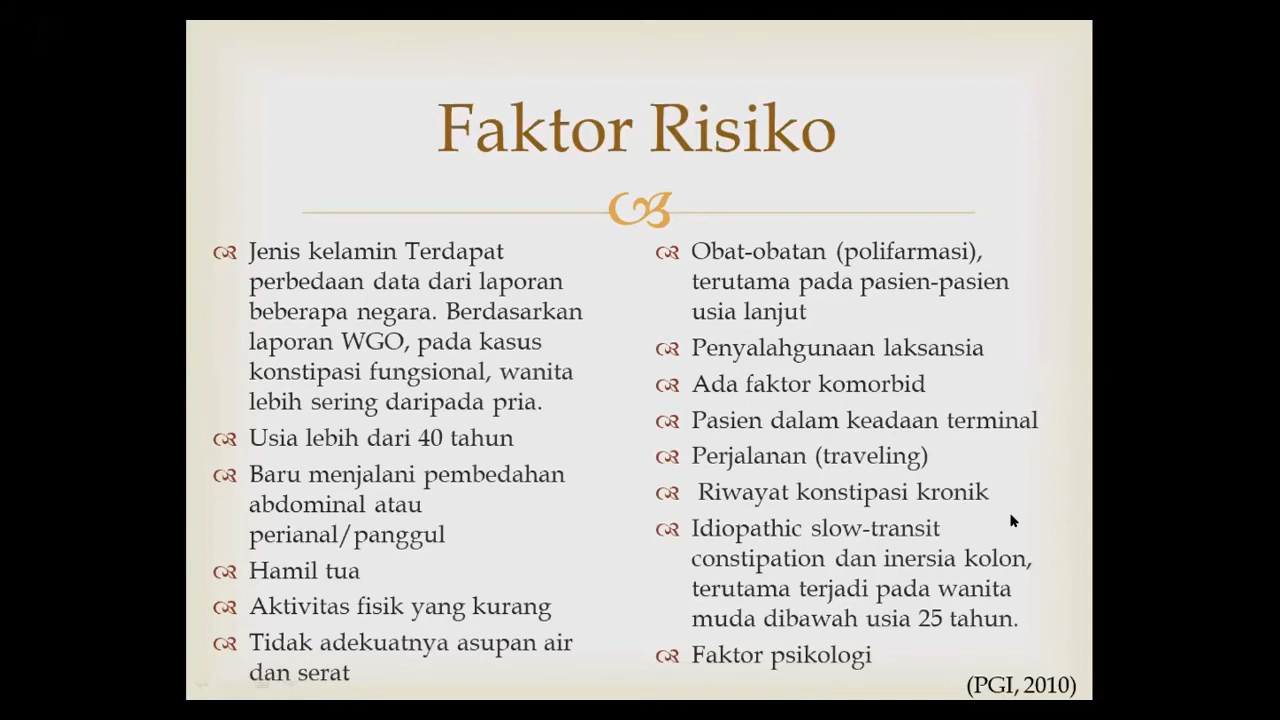 Faktor Risiko
Jenis kelamin Terdapat
perbedaan data dari laporan
beberapa negara. Berdasarkan
laporan WGO, pada kasus
konstipasi fungsional, wanita
lebih sering daripada pria.
Usia lebih dari 40 tahun
Baru menjalani pembedahan
abdominal atau
perianal/panggul
Hamil tua
Aktivitas fisik yang kurang
Tidak adekuatnya asupan air
dan serat
Obat-obatan (polifarmasi),
terutama pada pasien-pasien
usia lanjut
Penyalahgunaan laksansia
Ada faktor komorbid
Pasien dalam keadaan terminal
Perjalanan (traveling)
Riwayat konstipasi kronik
Idiopathic slow-transit
constipation dan inersia kolon,
terutama terjadi pada wanita
muda dibawah usia 25 tahun.
Faktor psikologi
(PGI, 2010)